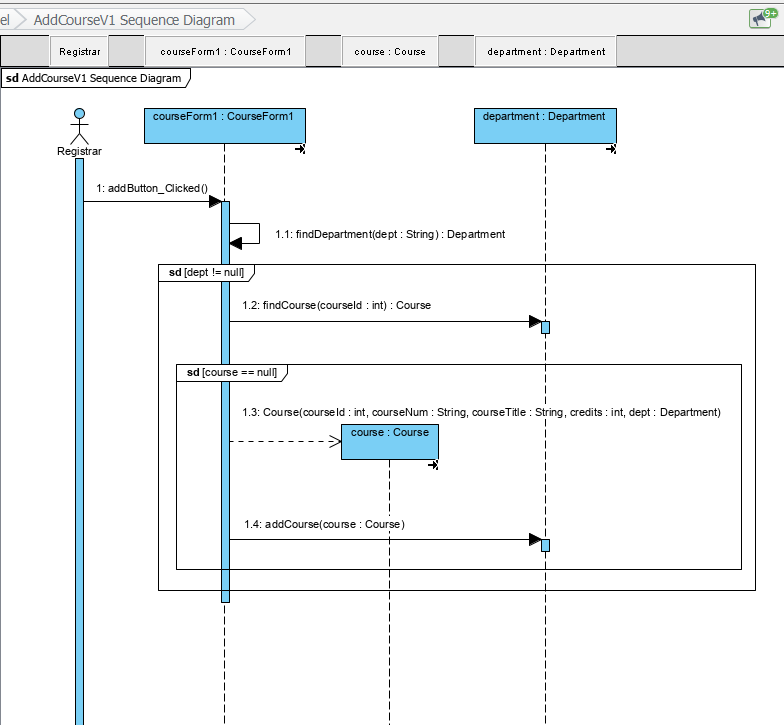 el AddCourseV1 Sequence Diagram 9+
Registrar courseForm1 : CourseForm1 course : Course department : Department
sd AddCourseV1 Sequence Diagram
courseForm1 : CourseForm1 department : Department
Registrar
1: addButton_Clicked()
1.1: findDepartment(dept : String) : Department
sd [dept != null]
1.2: findCourse(courseId : int) : Course
sd [course == null]
1.3: Course(courseId : int, courseNum : String, courseTitle : String, credits : int, dept : Department)
course : Course
1.4: addCourse(course : Course)